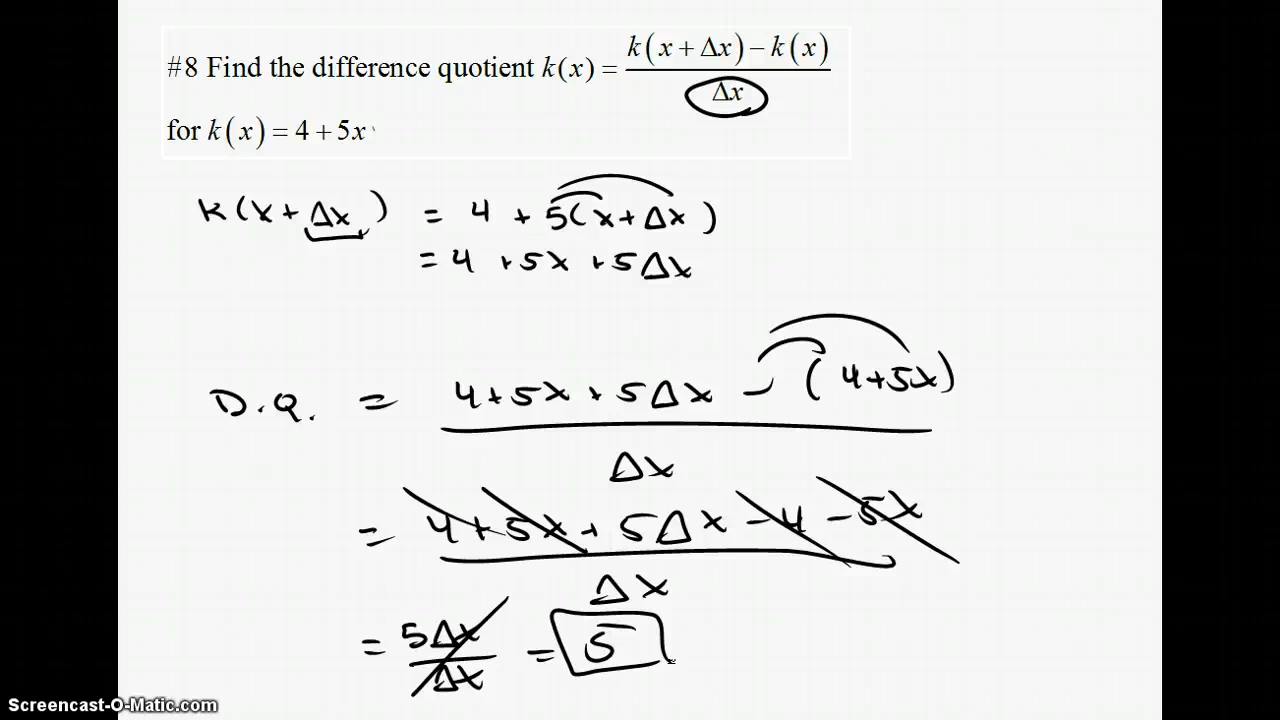 #8 Find the difference quotient k(x) = k(x + Δx) − k(x) / Δx
for k(x) = 4 + 5x
k(x + Δx) = 4 + 5(x + Δx)
= 4 + 5x + 5Δx
D.Q. = 4 + 5x + 5Δx − (4 + 5x) / Δx
= 4 + 5x + 5Δx − 4 − 5x / Δx
= 5Δx / Δx = 5
Screencast-O-Matic.com